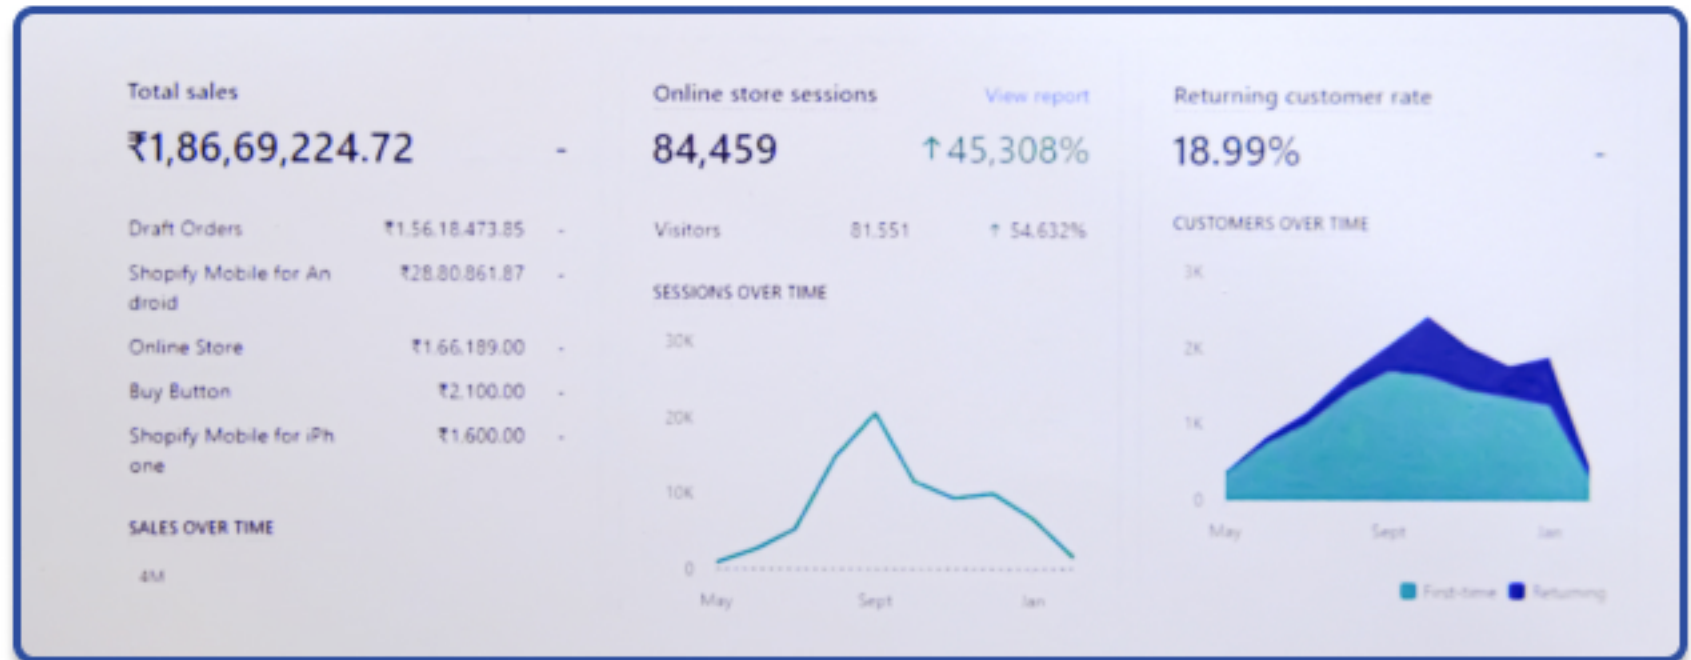 Total sales
₹1,86,69,224.72 -
Draft Orders ₹1.56.18.473.85 -
Shopify Mobile for An ₹28.80.861.87 -
droid
Online Store ₹1.66.189.00 -
Buy Button ₹2.100.00 -
Shopify Mobile for iPh ₹1.600.00 -
one
SALES OVER TIME
4M
Online store sessions View report
84,459 ↑45,308%
Visitors 81.551 ↑ 54.632%
SESSIONS OVER TIME
30K
20K
10K
0
May Sept Jan
Returning customer rate
18.99% -
CUSTOMERS OVER TIME
3K
2K
1K
0
May Sept Jan
First-time Returning